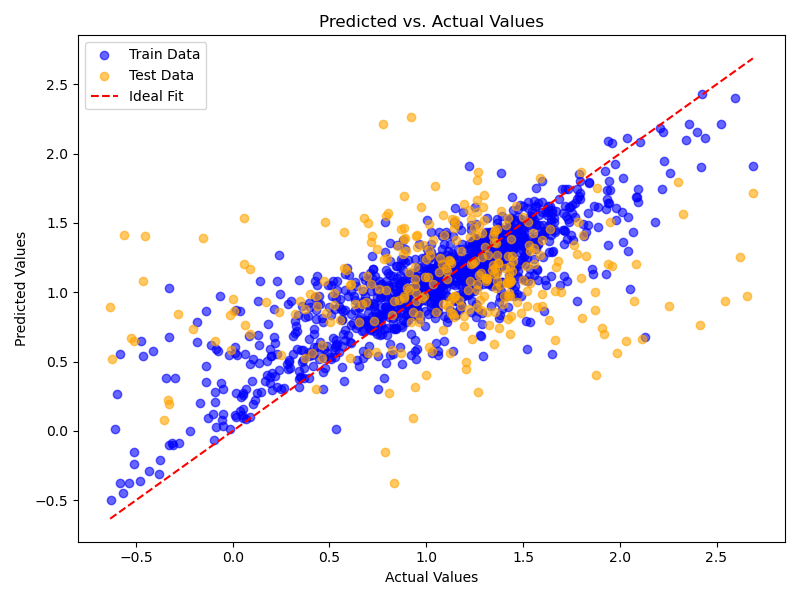 Predicted vs. Actual Values
Train Data
Test Data
Ideal Fit
2.5
2.0
1.5
1.0
0.5
0.0
−0.5
Predicted Values
−0.5
0.0
0.5
1.0
1.5
2.0
2.5
Actual Values